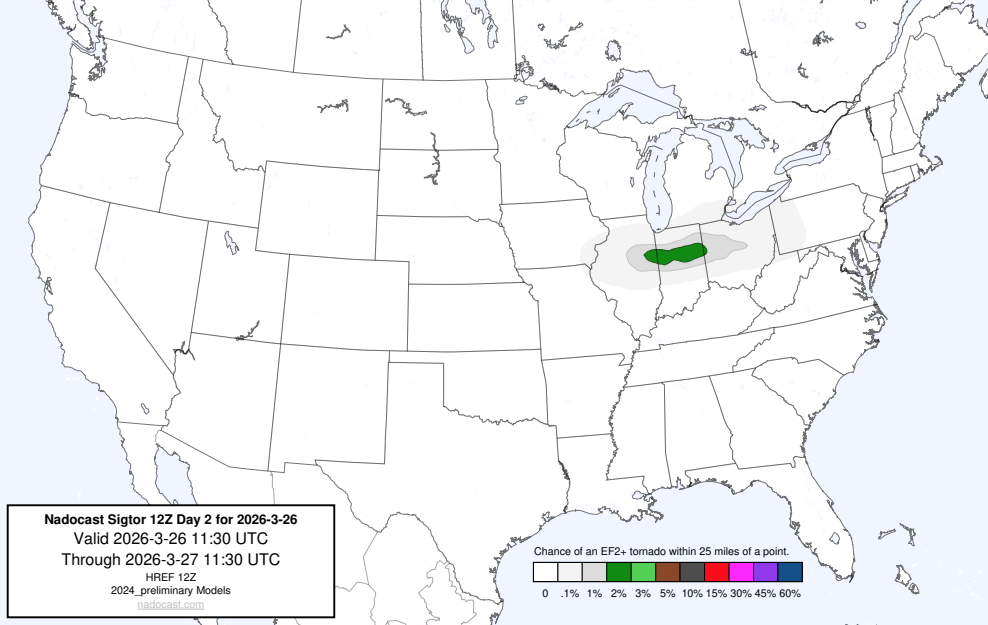 Nadocast Sigtor 12Z Day 2 for 2026-3-26
Valid 2026-3-26 11:30 UTC
Through 2026-3-27 11:30 UTC
HREF 12Z
2024_preliminary Models
nadocast.com
Chance of an EF2+ tornado within 25 miles of a point.
0 .1% 1% 2% 3% 5% 10% 15% 30% 45% 60%